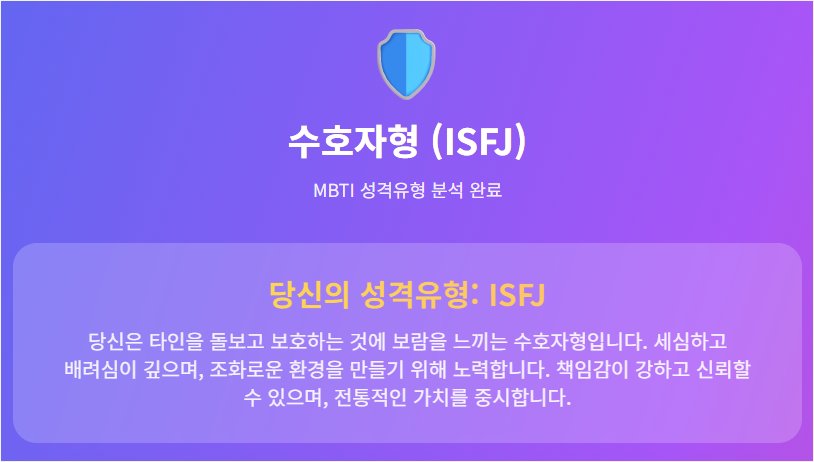 수호자형 (ISFJ)
MBTI 성격유형 분석 완료
당신의 성격유형: ISFJ
당신은 타인을 돌보고 보호하는 것에 보람을 느끼는 수호자형입니다. 세심하고
배려심이 깊으며, 조화로운 환경을 만들기 위해 노력합니다. 책임감이 강하고 신뢰할
수 있으며, 전통적인 가치를 중시합니다.